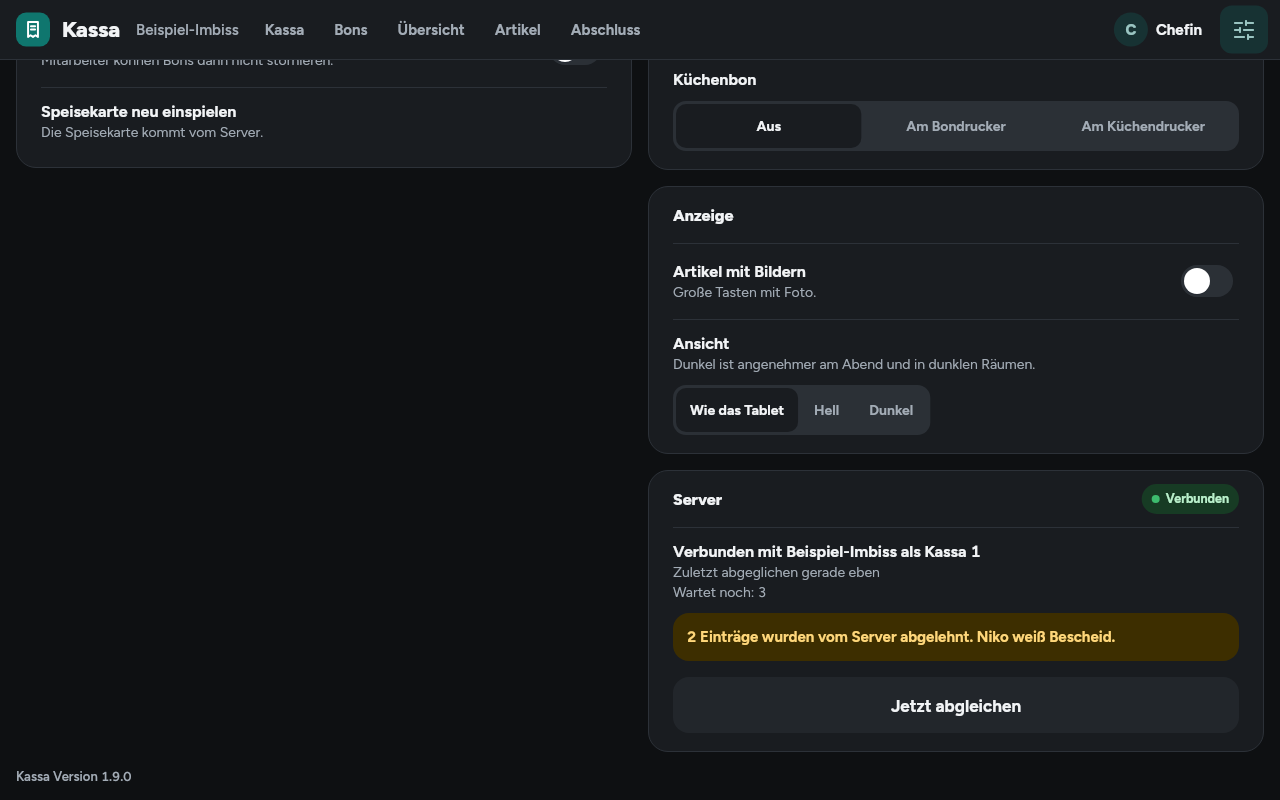 Kassa
Beispiel-Imbiss
Kassa
Bons
Übersicht
Artikel
Abschluss
C
Chefin
Mitarbeiter können Bons dann nicht stornieren.
Speisekarte neu einspielen
Die Speisekarte kommt vom Server.
Küchenbon
Aus
Am Bondrucker
Am Küchendrucker
Anzeige
Artikel mit Bildern
Große Tasten mit Foto.
Ansicht
Dunkel ist angenehmer am Abend und in dunklen Räumen.
Wie das Tablet
Hell
Dunkel
Server
Verbunden
Verbunden mit Beispiel-Imbiss als Kassa 1
Zuletzt abgeglichen gerade eben
Wartet noch: 3
2 Einträge wurden vom Server abgelehnt. Niko weiß Bescheid.
Jetzt abgleichen
Kassa Version 1.9.0